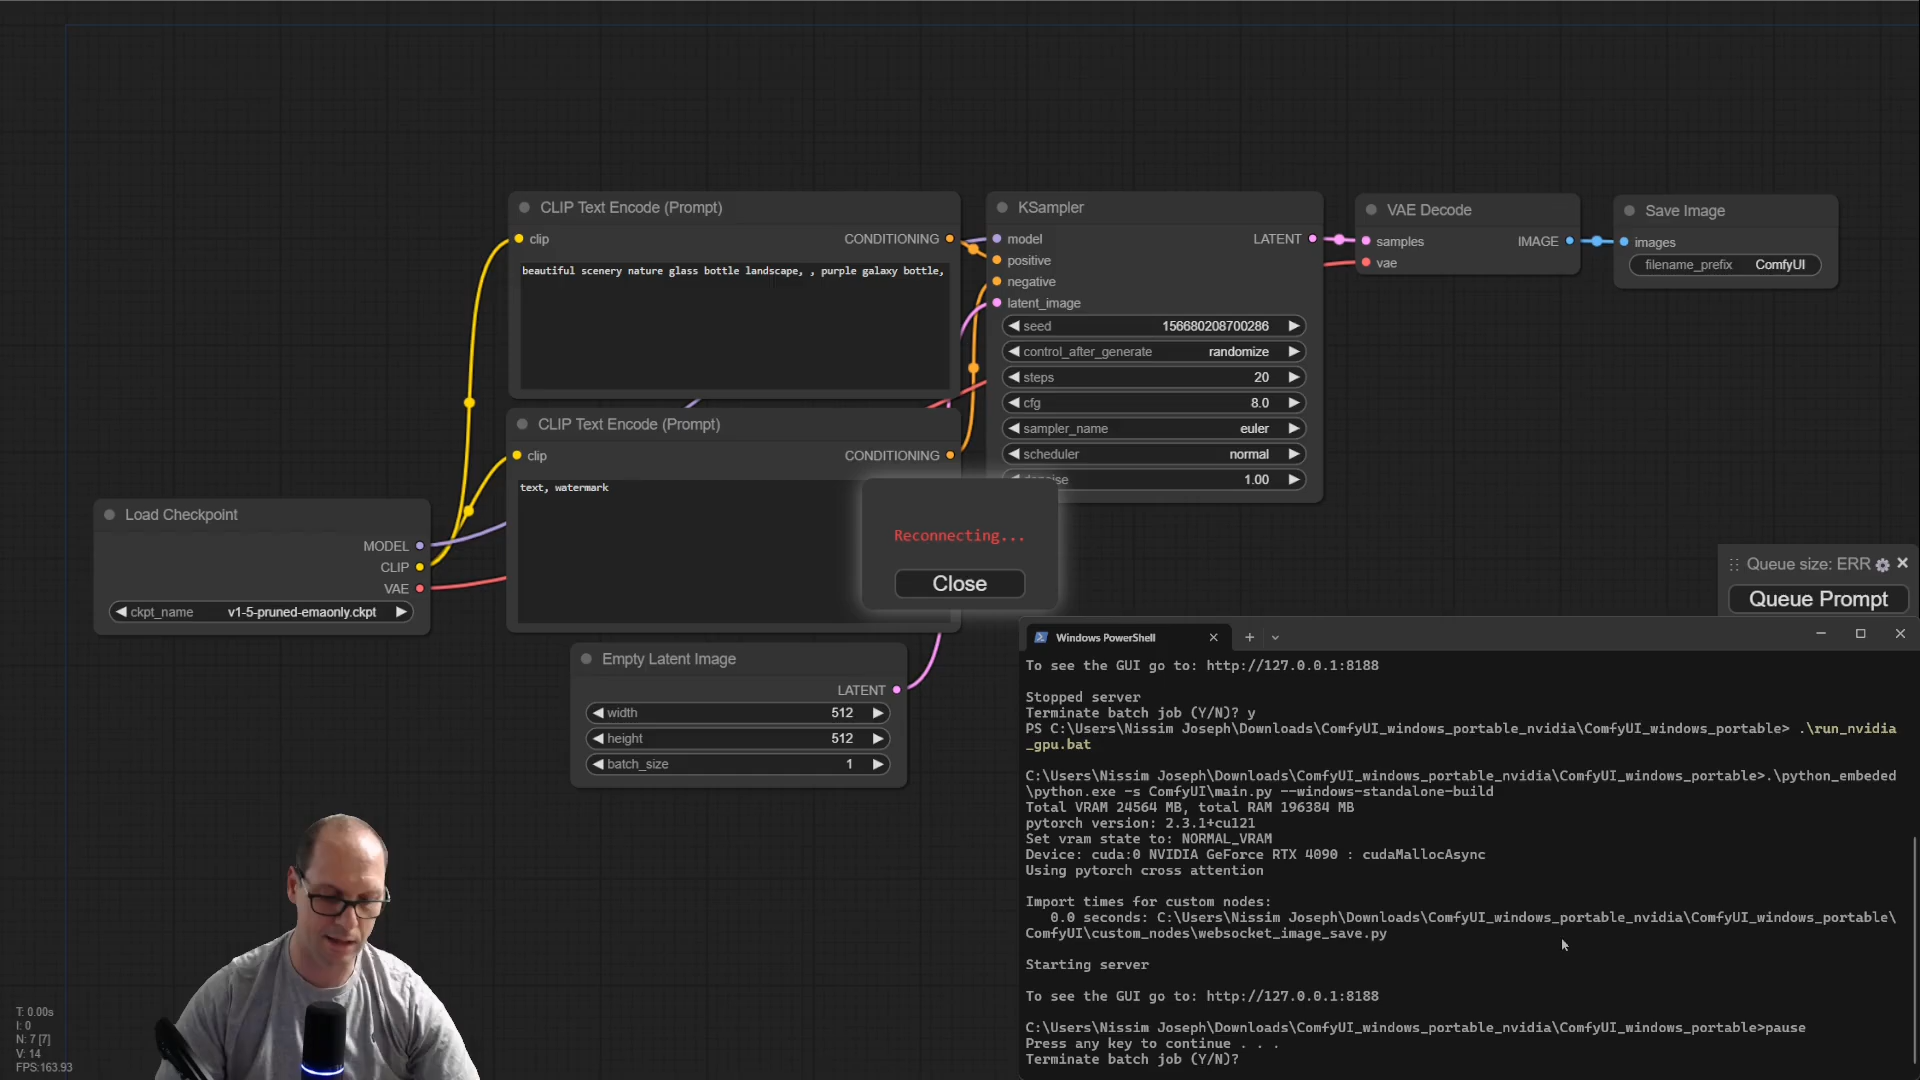 CLIP Text Encode (Prompt)
clip
CONDITIONING
beautiful scenery nature glass bottle landscape, , purple galaxy bottle,
KSampler
model
LATENT
positive
negative
latent_image
seed
156680208700286
control_after_generate
randomize
steps
20
cfg
8.0
sampler_name
euler
scheduler
normal
1.00
VAE Decode
samples
IMAGE
vae
Save Image
images
filename_prefix
ComfyUI
CLIP Text Encode (Prompt)
clip
CONDITIONING
text, watermark
Load Checkpoint
MODEL
CLIP
VAE
ckpt_name
v1-5-pruned-emaonly.ckpt
Reconnecting...
Close
Empty Latent Image
LATENT
width
512
height
512
batch_size
1
Queue size: ERR
Queue Prompt
Windows PowerShell
To see the GUI go to: http://127.0.0.1:8188
Stopped server
Terminate batch job (Y/N)? y
PS C:\Users\Nissim Joseph\Downloads\ComfyUI_windows_portable_nvidia\ComfyUI_windows_portable> .\run_nvidia
_gpu.bat
C:\Users\Nissim Joseph\Downloads\ComfyUI_windows_portable_nvidia\ComfyUI_windows_portable>.\python_embeded
\python.exe -s ComfyUI\main.py --windows-standalone-build
Total VRAM 24564 MB, total RAM 196384 MB
pytorch version: 2.3.1+cu121
Set vram state to: NORMAL_VRAM
Device: cuda:0 NVIDIA GeForce RTX 4090 : cudaMallocAsync
Using pytorch cross attention
Import times for custom nodes:
0.0 seconds: C:\Users\Nissim Joseph\Downloads\ComfyUI_windows_portable_nvidia\ComfyUI_windows_portable\
ComfyUI\custom_nodes\websocket_image_save.py
Starting server
To see the GUI go to: http://127.0.0.1:8188
C:\Users\Nissim Joseph\Downloads\ComfyUI_windows_portable_nvidia\ComfyUI_windows_portable>pause
Press any key to continue . . .
Terminate batch job (Y/N)?
T: 0.00s
I: 0
N: 7 [7]
V: 14
FPS:163.93